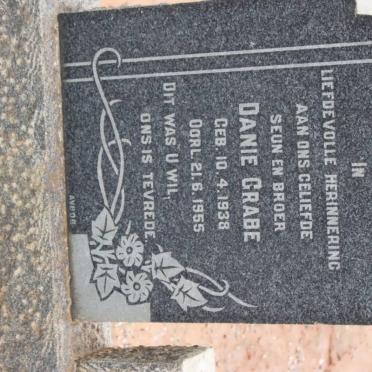 IN
LIEFDEVOLLE HERINNERING
AAN ONS GELIEFDE
SEUN EN BROER
DANIE GRABE
GEB. 10. 4. 1938
OORL. 21. 6. 1955
DIT WAS U WIL,
ONS IS TEVREDE